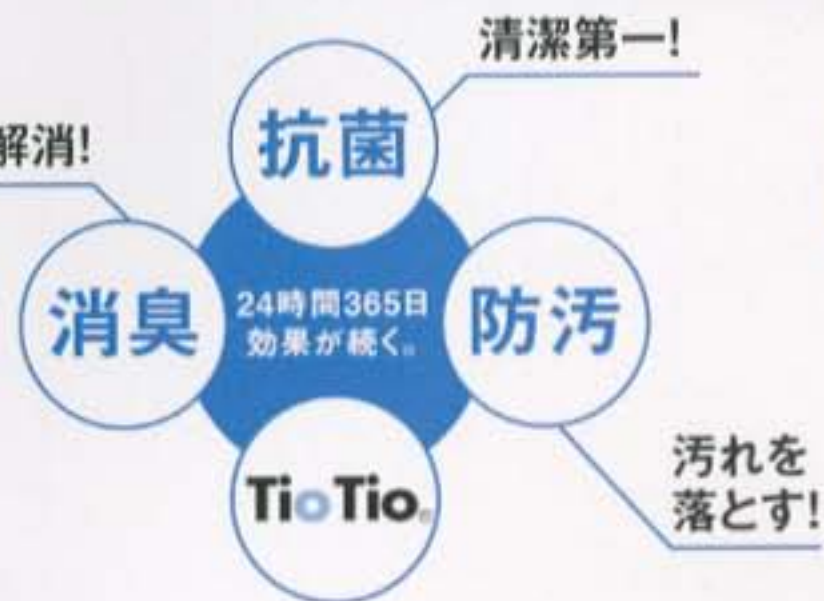 清潔第一!
解消!
抗菌
消臭
24時間365日
効果が続く。
防汚
TioTio®
汚れを
落とす!